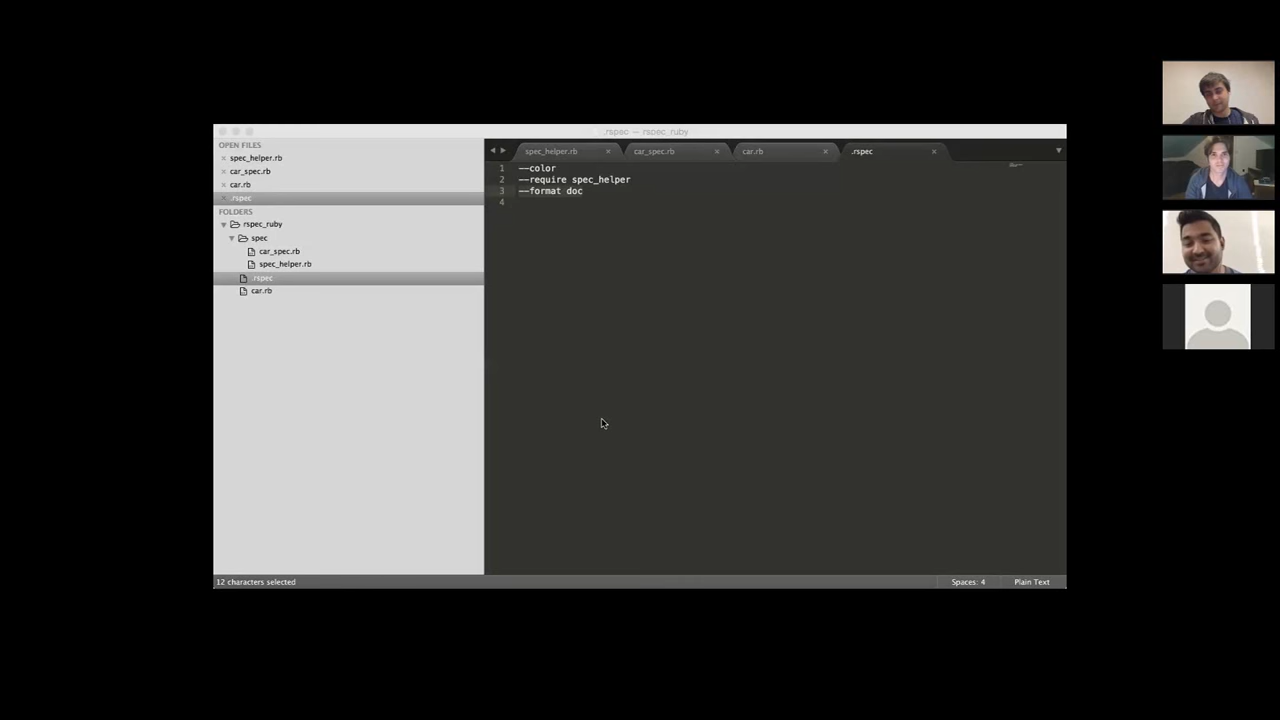 .rspec — rspec_ruby
OPEN FILES
spec_helper.rb
car_spec.rb
car.rb
.rspec
FOLDERS
rspec_ruby
spec
car_spec.rb
spec_helper.rb
.rspec
car.rb
spec_helper.rb car_spec.rb car.rb .rspec
1 --color
2 --require spec_helper
3 --format doc
4
12 characters selected
Spaces: 4 Plain Text